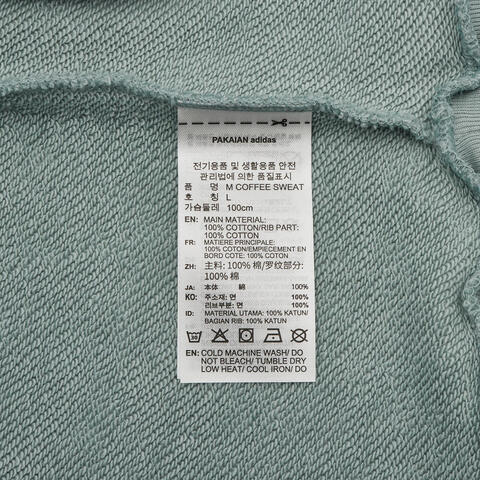 PAKAIAN adidas
전기용품 및 생활용품 안전
관리법에 의한 품질표시
품 명 M COFFEE SWEAT
호 칭 L
가슴둘레 100cm
EN: MAIN MATERIAL:
100% COTTON/RIB PART:
100% COTTON
FR: MATIERE PRINCIPALE:
100% COTON/EMPIECEMENT EN
BORD COTE: 100% COTON
ZH: 主料: 100% 棉/罗纹部分:
100% 棉
JA: 本体 綿 100%
KO: 주소재: 면 100%
리브부분: 면 100%
ID: MATERIAL UTAMA: 100% KATUN/
BAGIAN RIB: 100% KATUN
EN: COLD MACHINE WASH/ DO
NOT BLEACH/ TUMBLE DRY
LOW HEAT/ COOL IRON/ DO